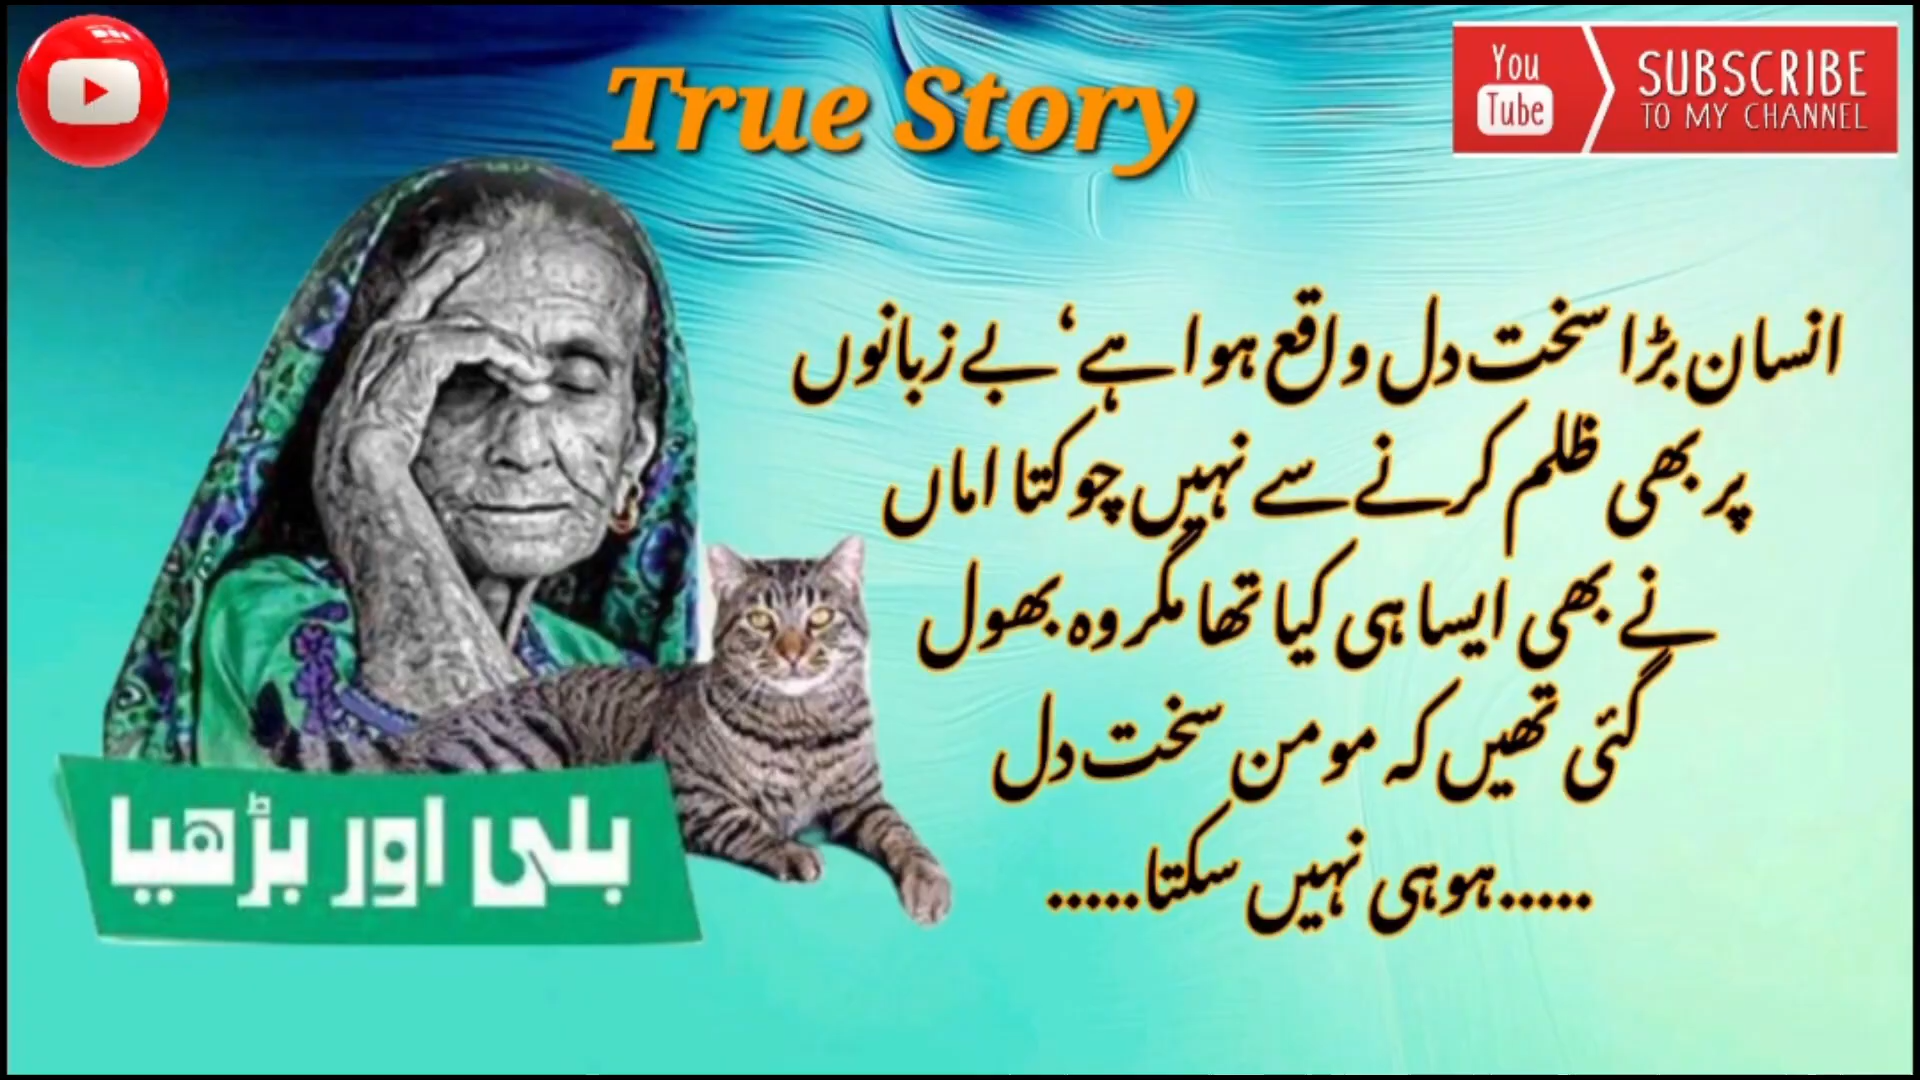 True Story
You
Tube
SUBSCRIBE
TO MY CHANNEL
انسان بڑا سخت دل واقع ہوا ہے‘ بے زبانوں
پر بھی ظلم کرنے سے نہیں چوکتا اماں
نے بھی ایسا ہی کیا تھا مگر وہ بھول
گئی تھیں کہ مومن سخت دل
.....ہو ہی نہیں سکتا.....
بلی اور بڑھیا